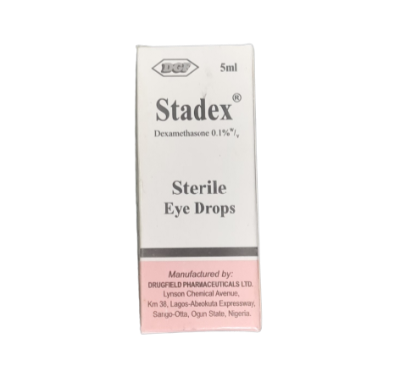 DGF
5ml
Stadex®
Dexamethasone 0.1%w/v
Sterile
Eye Drops
Manufactured by:
DRUGFIELD PHARMACEUTICALS LTD.
Lynson Chemical Avenue,
Km 38, Lagos-Abeokuta Expressway,
Sango-Otta, Ogun State, Nigeria.